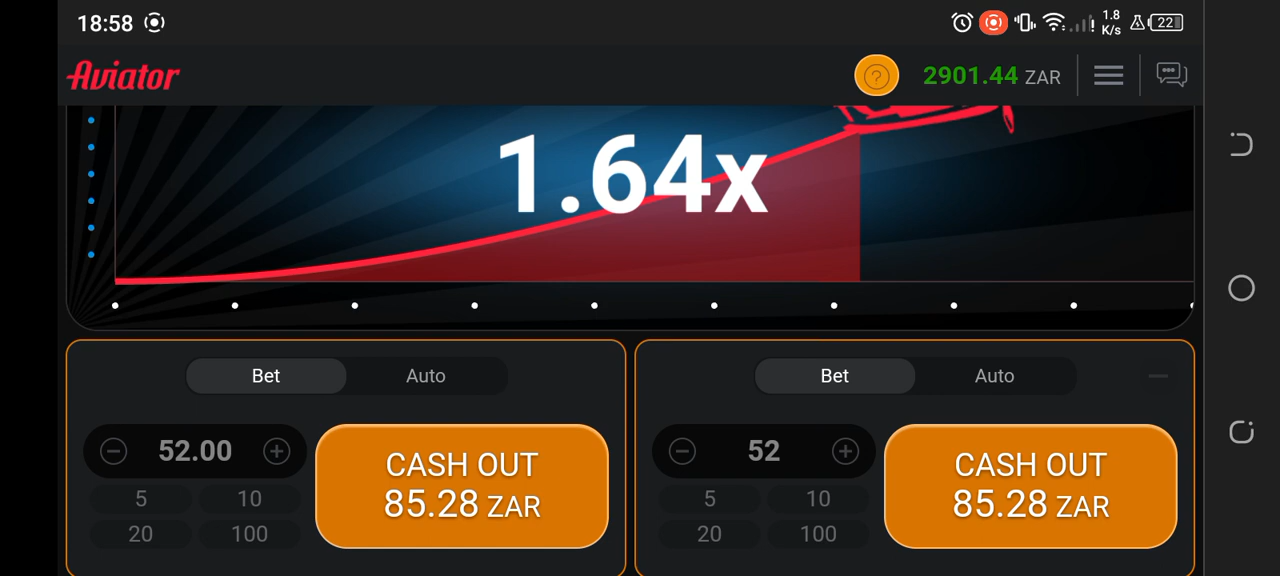 18:58
1.8
K/s
22
Aviator
? 2901.44 ZAR
1.64x
Bet Auto
Bet Auto
52.00
5 10
20 100
CASH OUT
85.28 ZAR
52
5 10
20 100
CASH OUT
85.28 ZAR